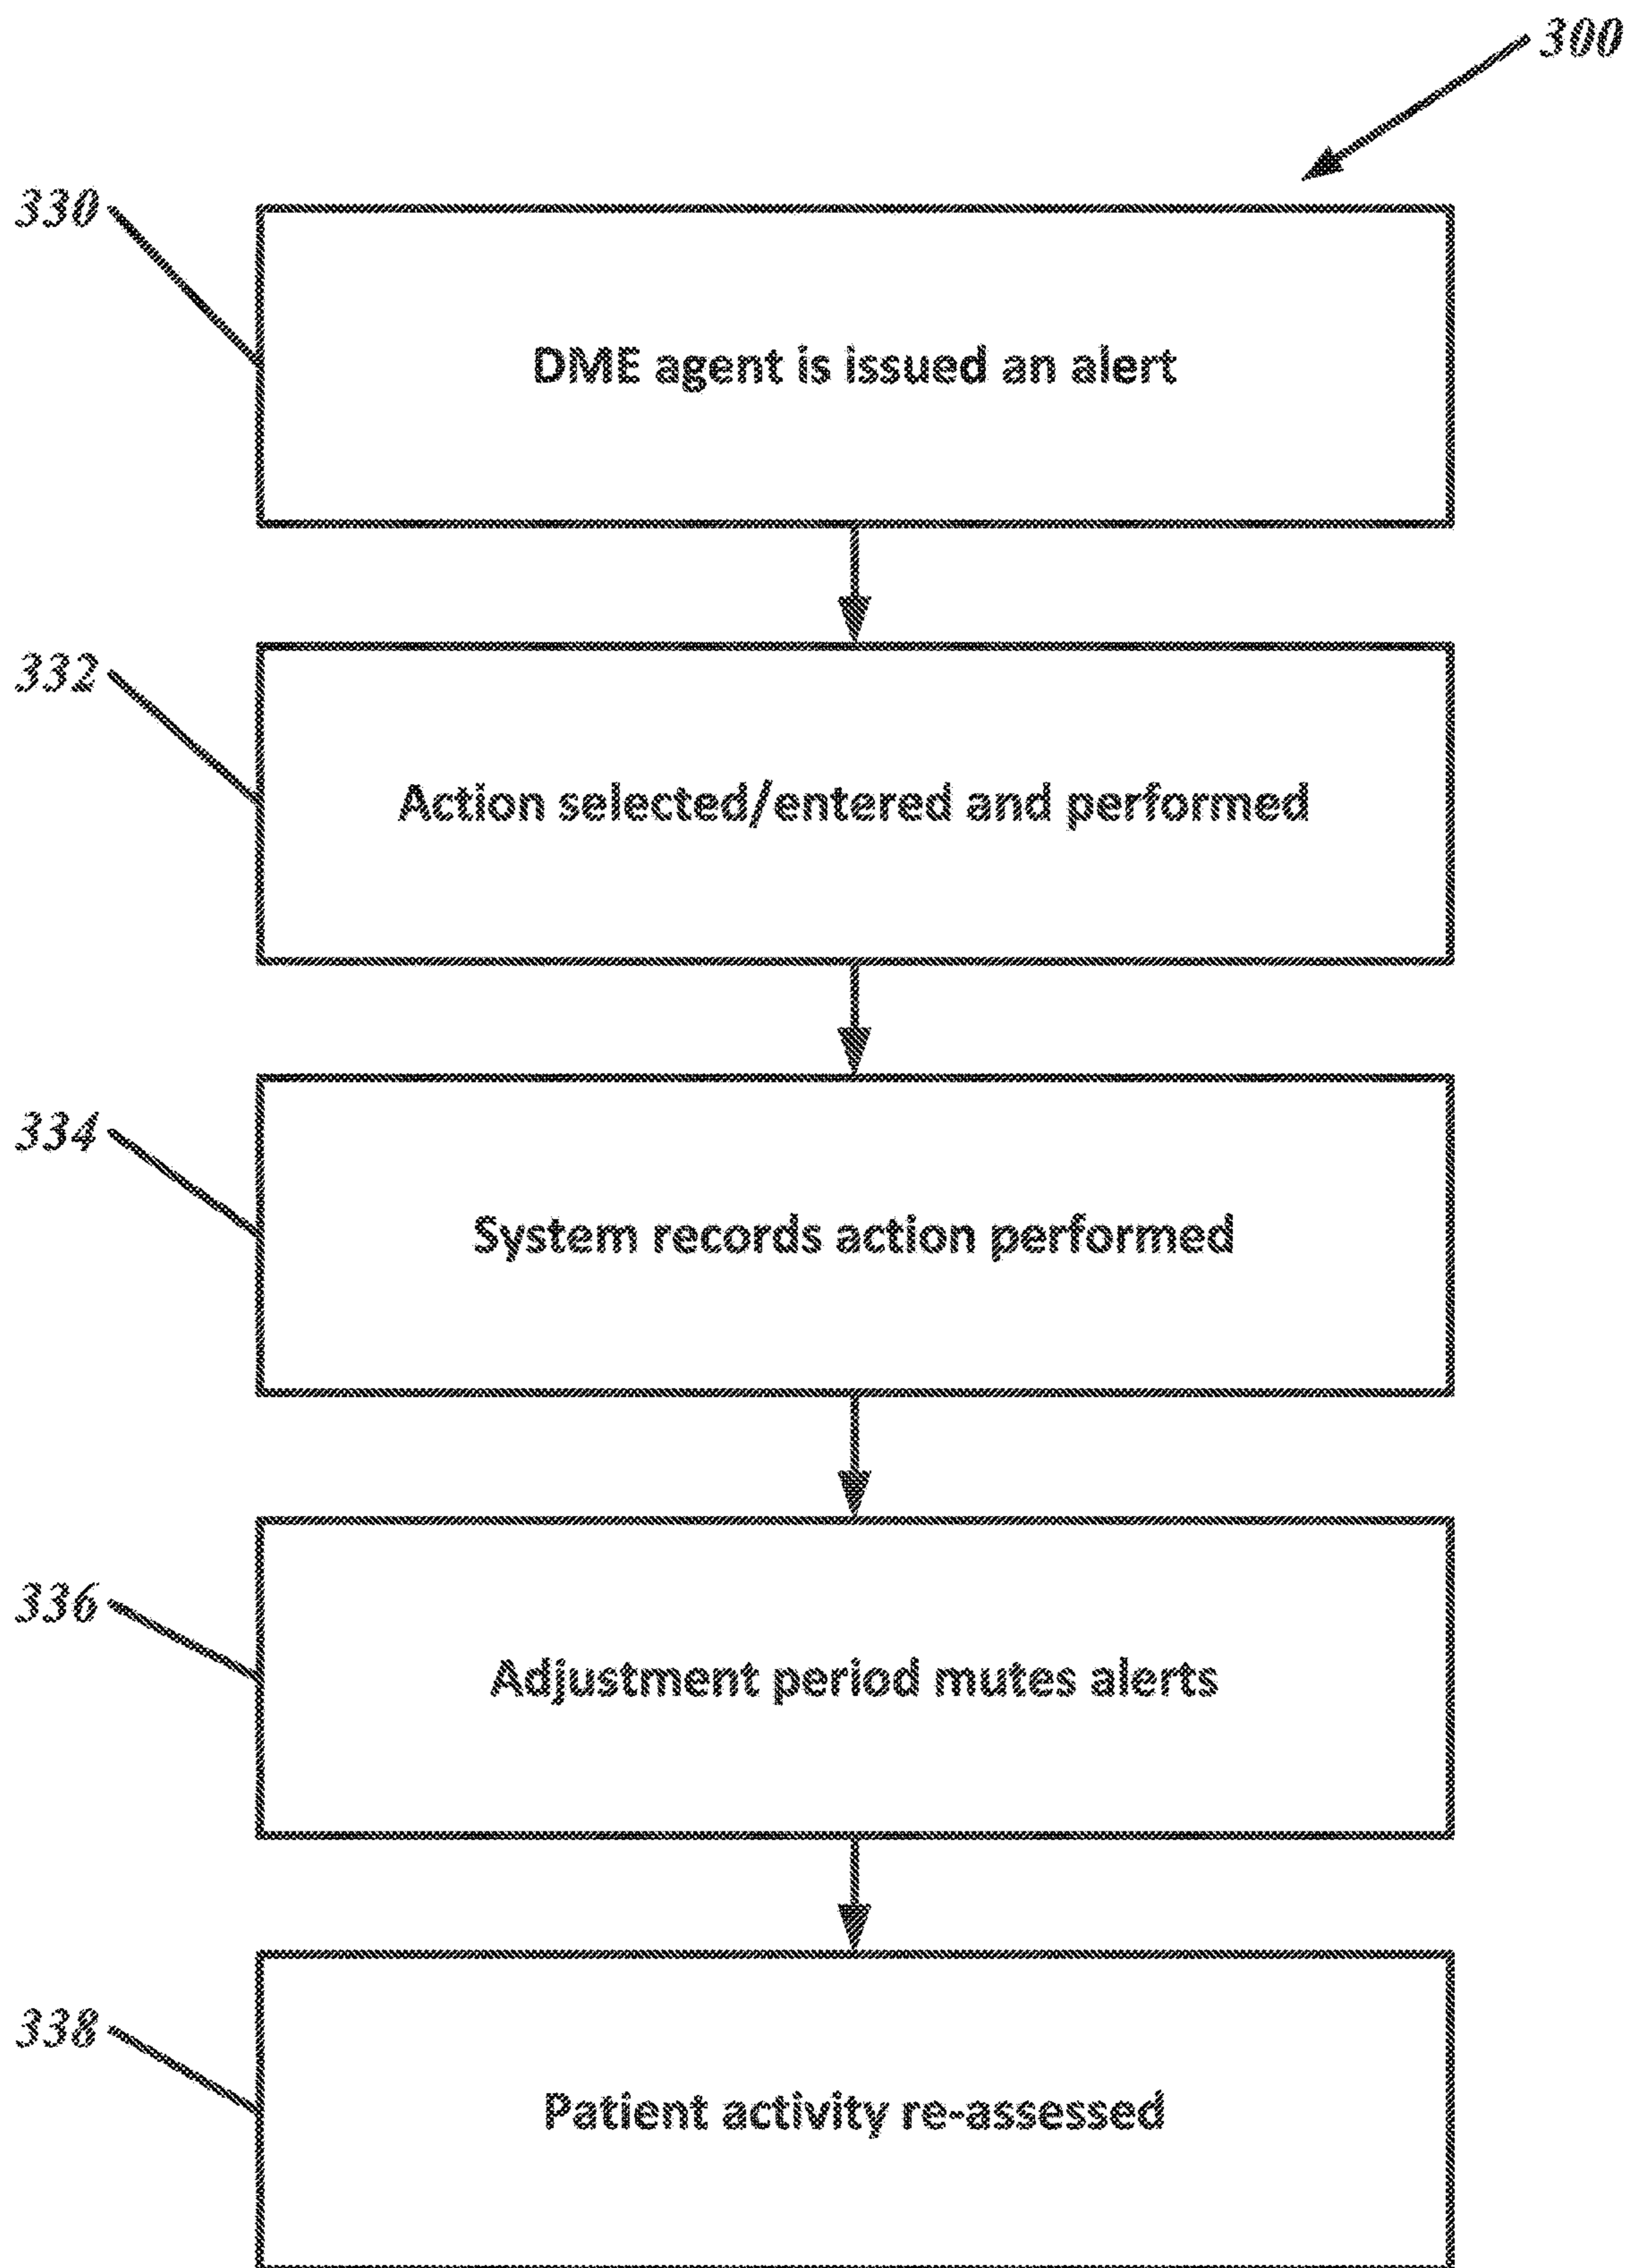 300
330
DME agent is issued an alert
332
Action selected/entered and performed
334
System records action performed
336
Adjustment period mutes alerts
338
Patient activity re-assessed